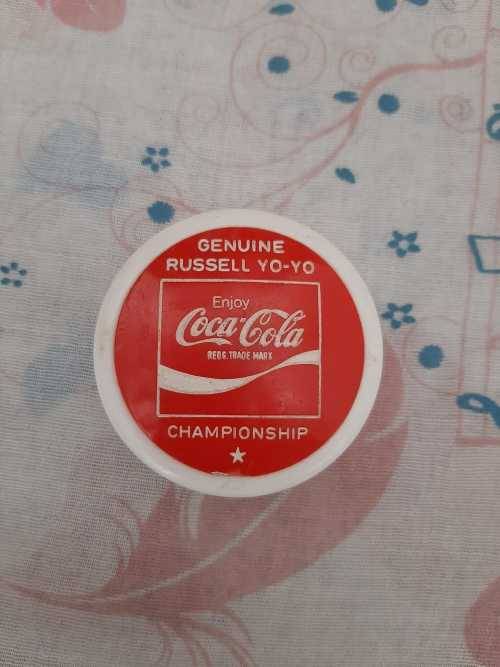 GENUINE
RUSSELL YO-YO
Enjoy
Coca-Cola
REGS. TRADE MARK
CHAMPIONSHIP